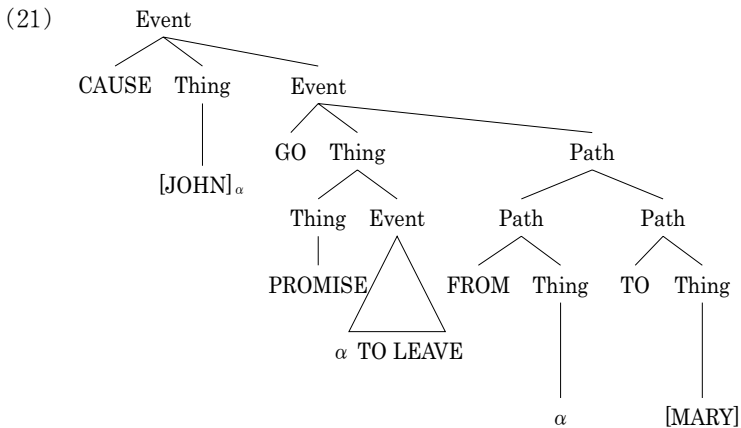 (21) Event
CAUSE Thing Event
[JOHN]α GO Thing Path
Thing Event Path Path
PROMISE FROM Thing TO Thing
α TO LEAVE
α [MARY]